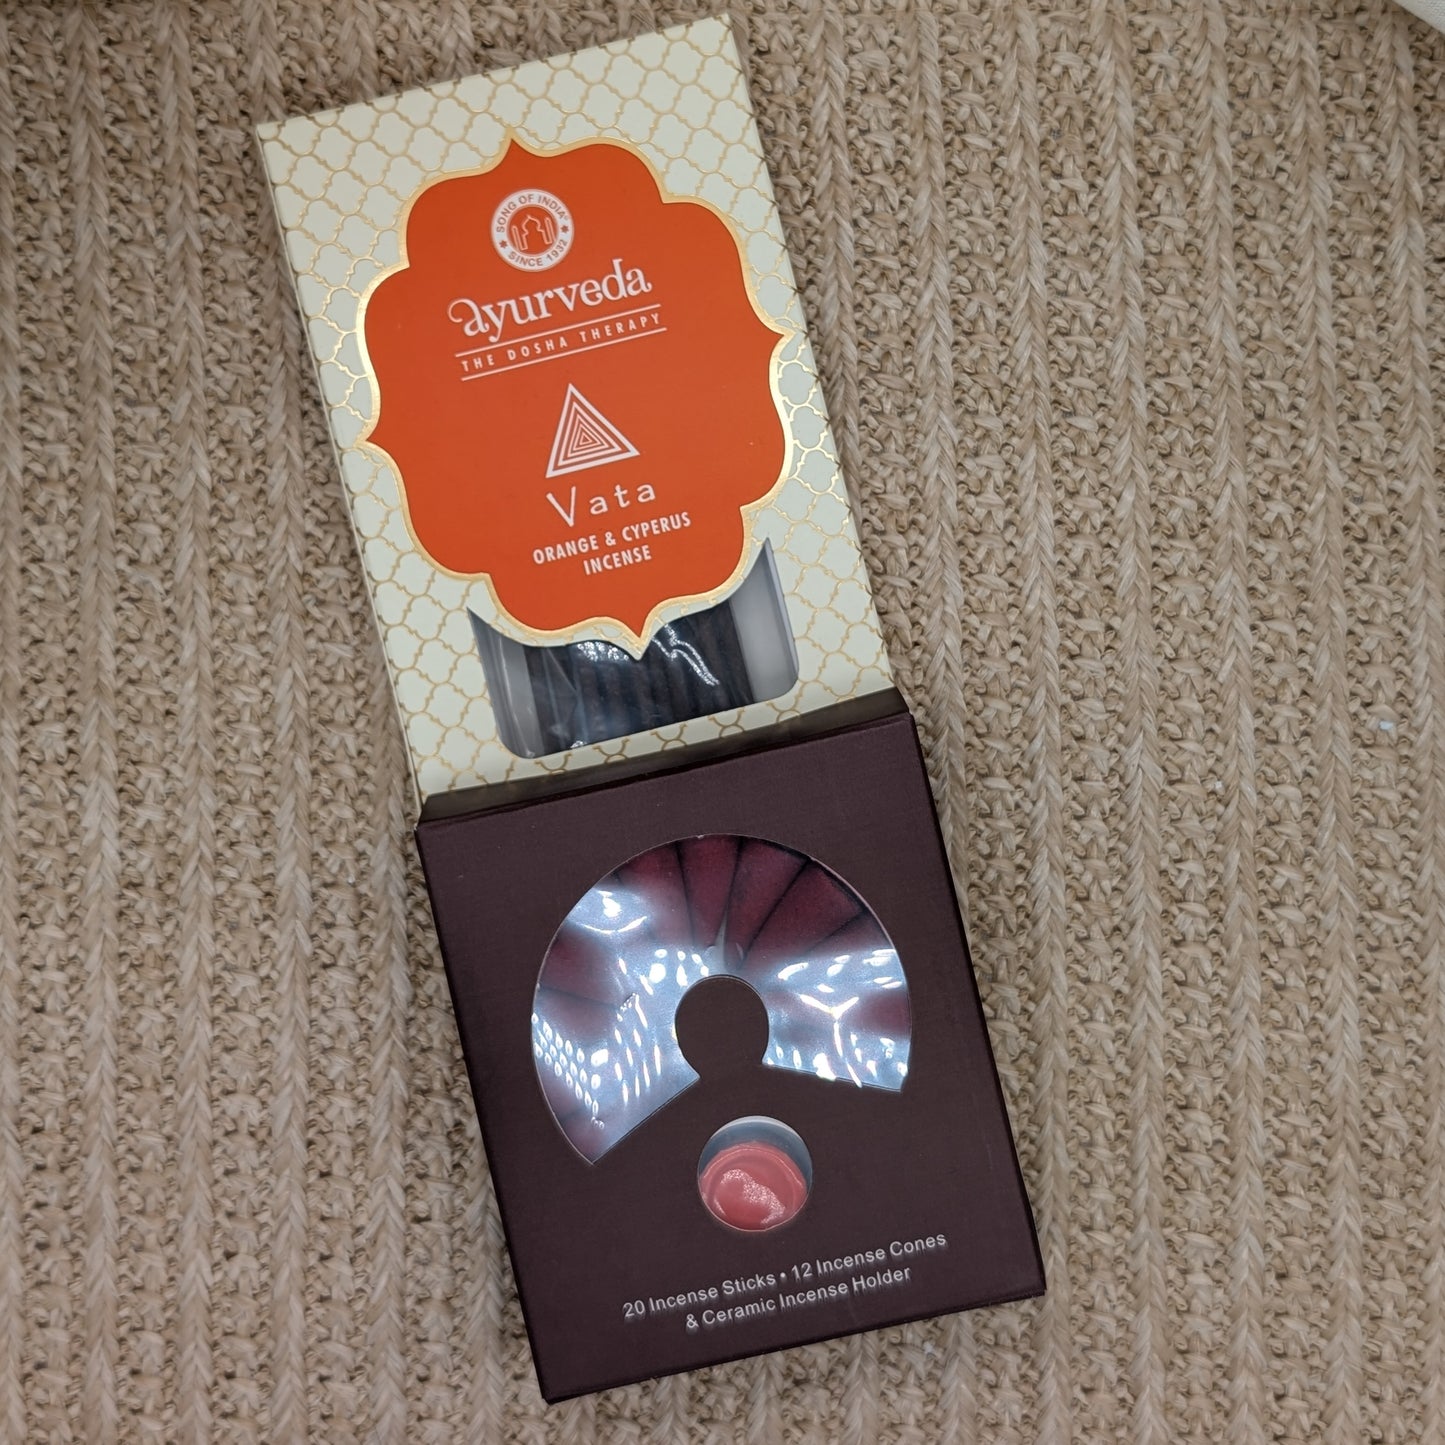 SONG OF INDIA®
SINCE 1932
ayurveda
THE DOSHA THERAPY
Vata
ORANGE & CYPERUS
INCENSE
20 Incense Sticks • 12 Incense Cones
& Ceramic Incense Holder